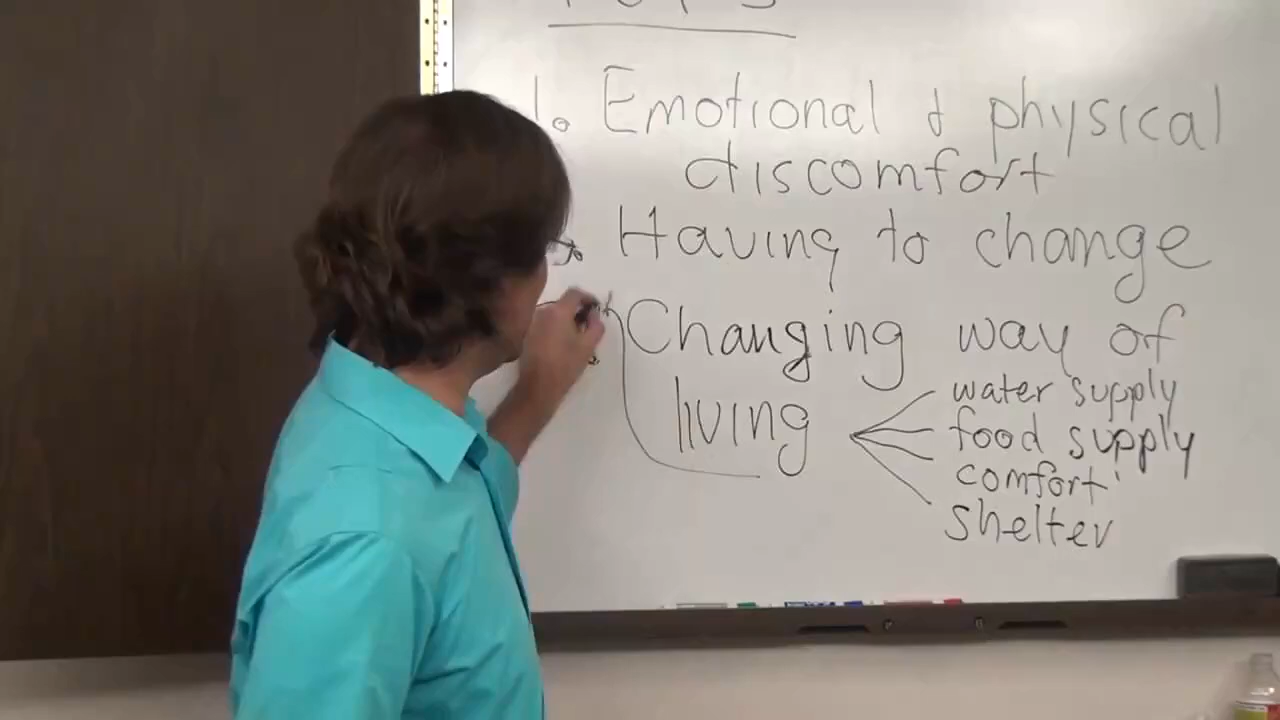 1. Emotional & physical
discomfort
Having to change
Changing way of
living
water supply
food supply
comfort
shelter